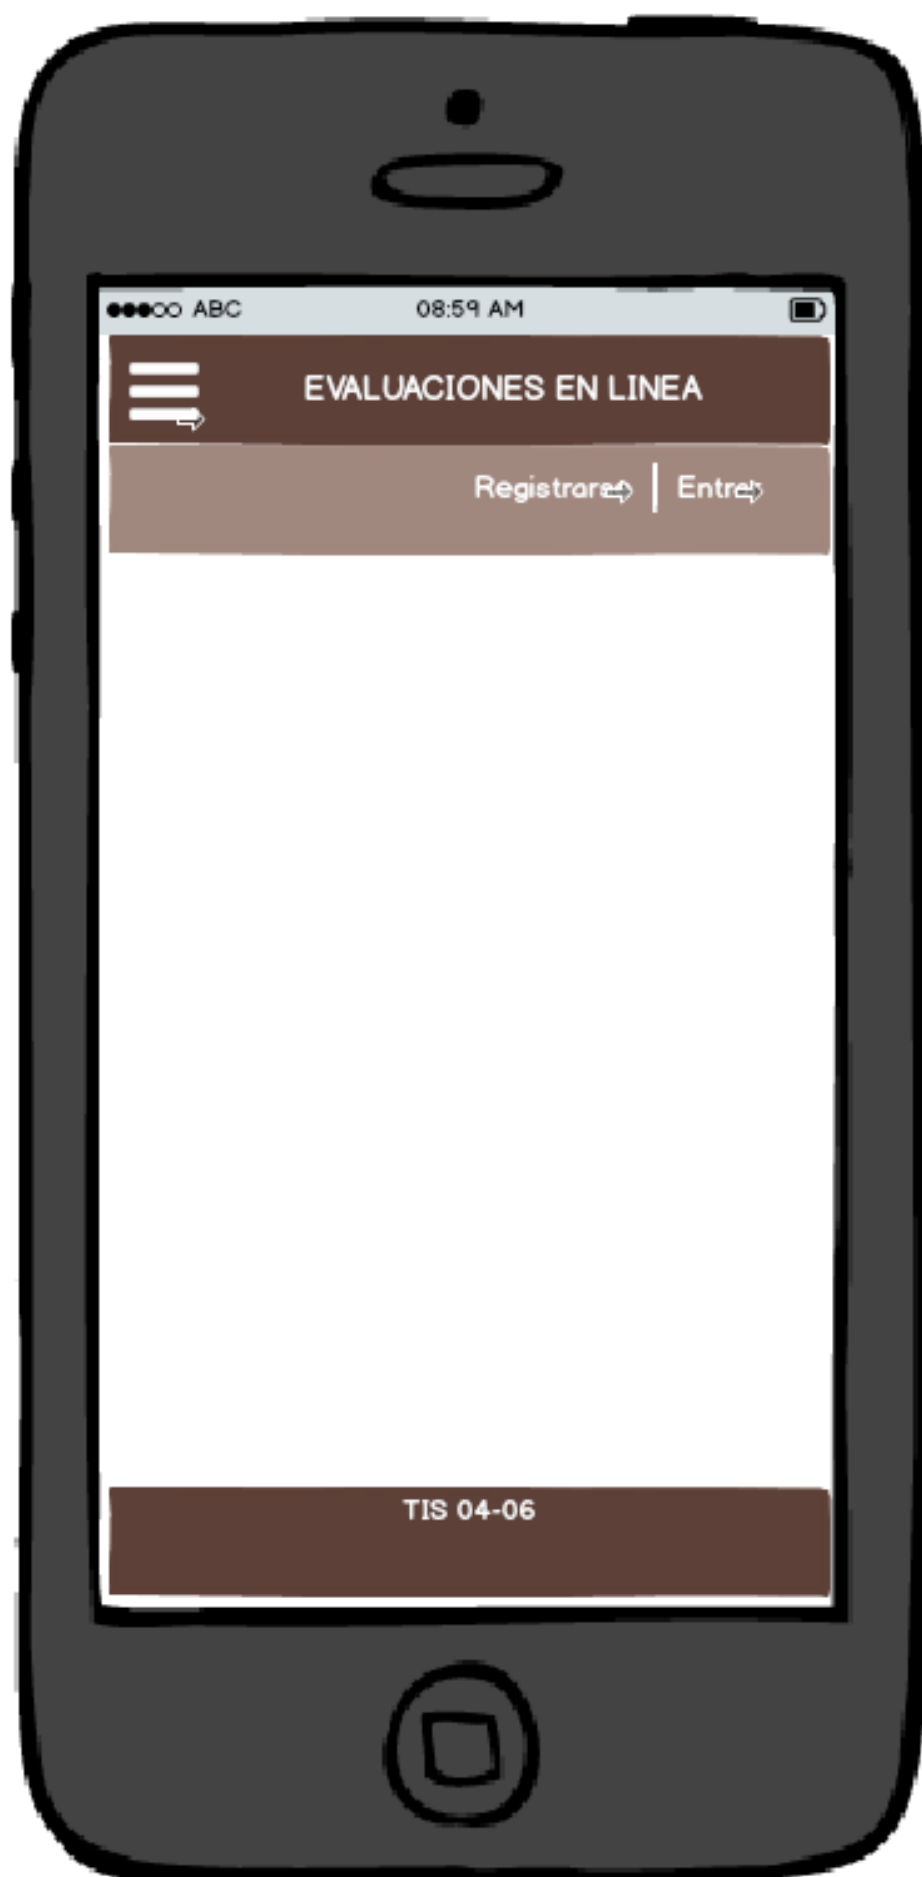 ABC 08:59 AM
EVALUACIONES EN LINEA
Registrarse | Entrar
TIS 04-06